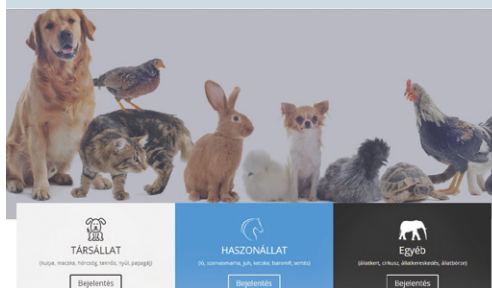 TÁRSÁLLAT
(kutya, macska, hörcsög, teknős, nyúl, papagáj)
Bejelentés
HASZONÁLLAT
(ló, szarvasmarha, juh, kecske, baromfi, sertés)
Bejelentés
Egyéb
(állatkert, cirkusz, állatkereskedés, állatbörze)
Bejelentés